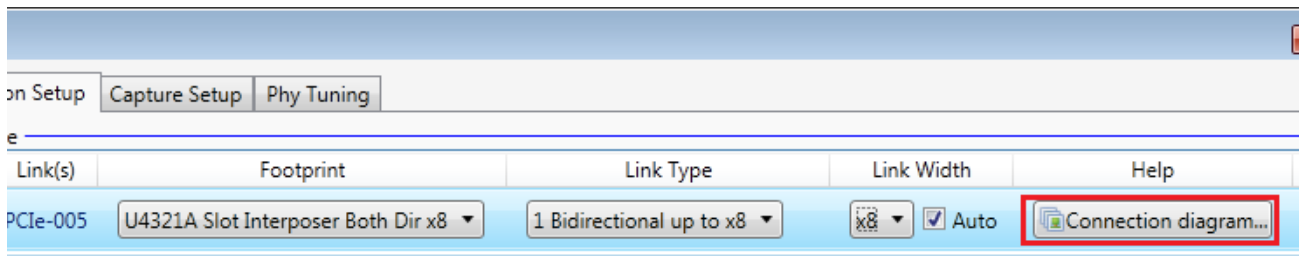 on Setup Capture Setup Phy Tuning
e
Link(s) Footprint Link Type Link Width Help
PCIe-005 U4321A Slot Interposer Both Dir x8 1 Bidirectional up to x8 x8 Auto Connection diagram...